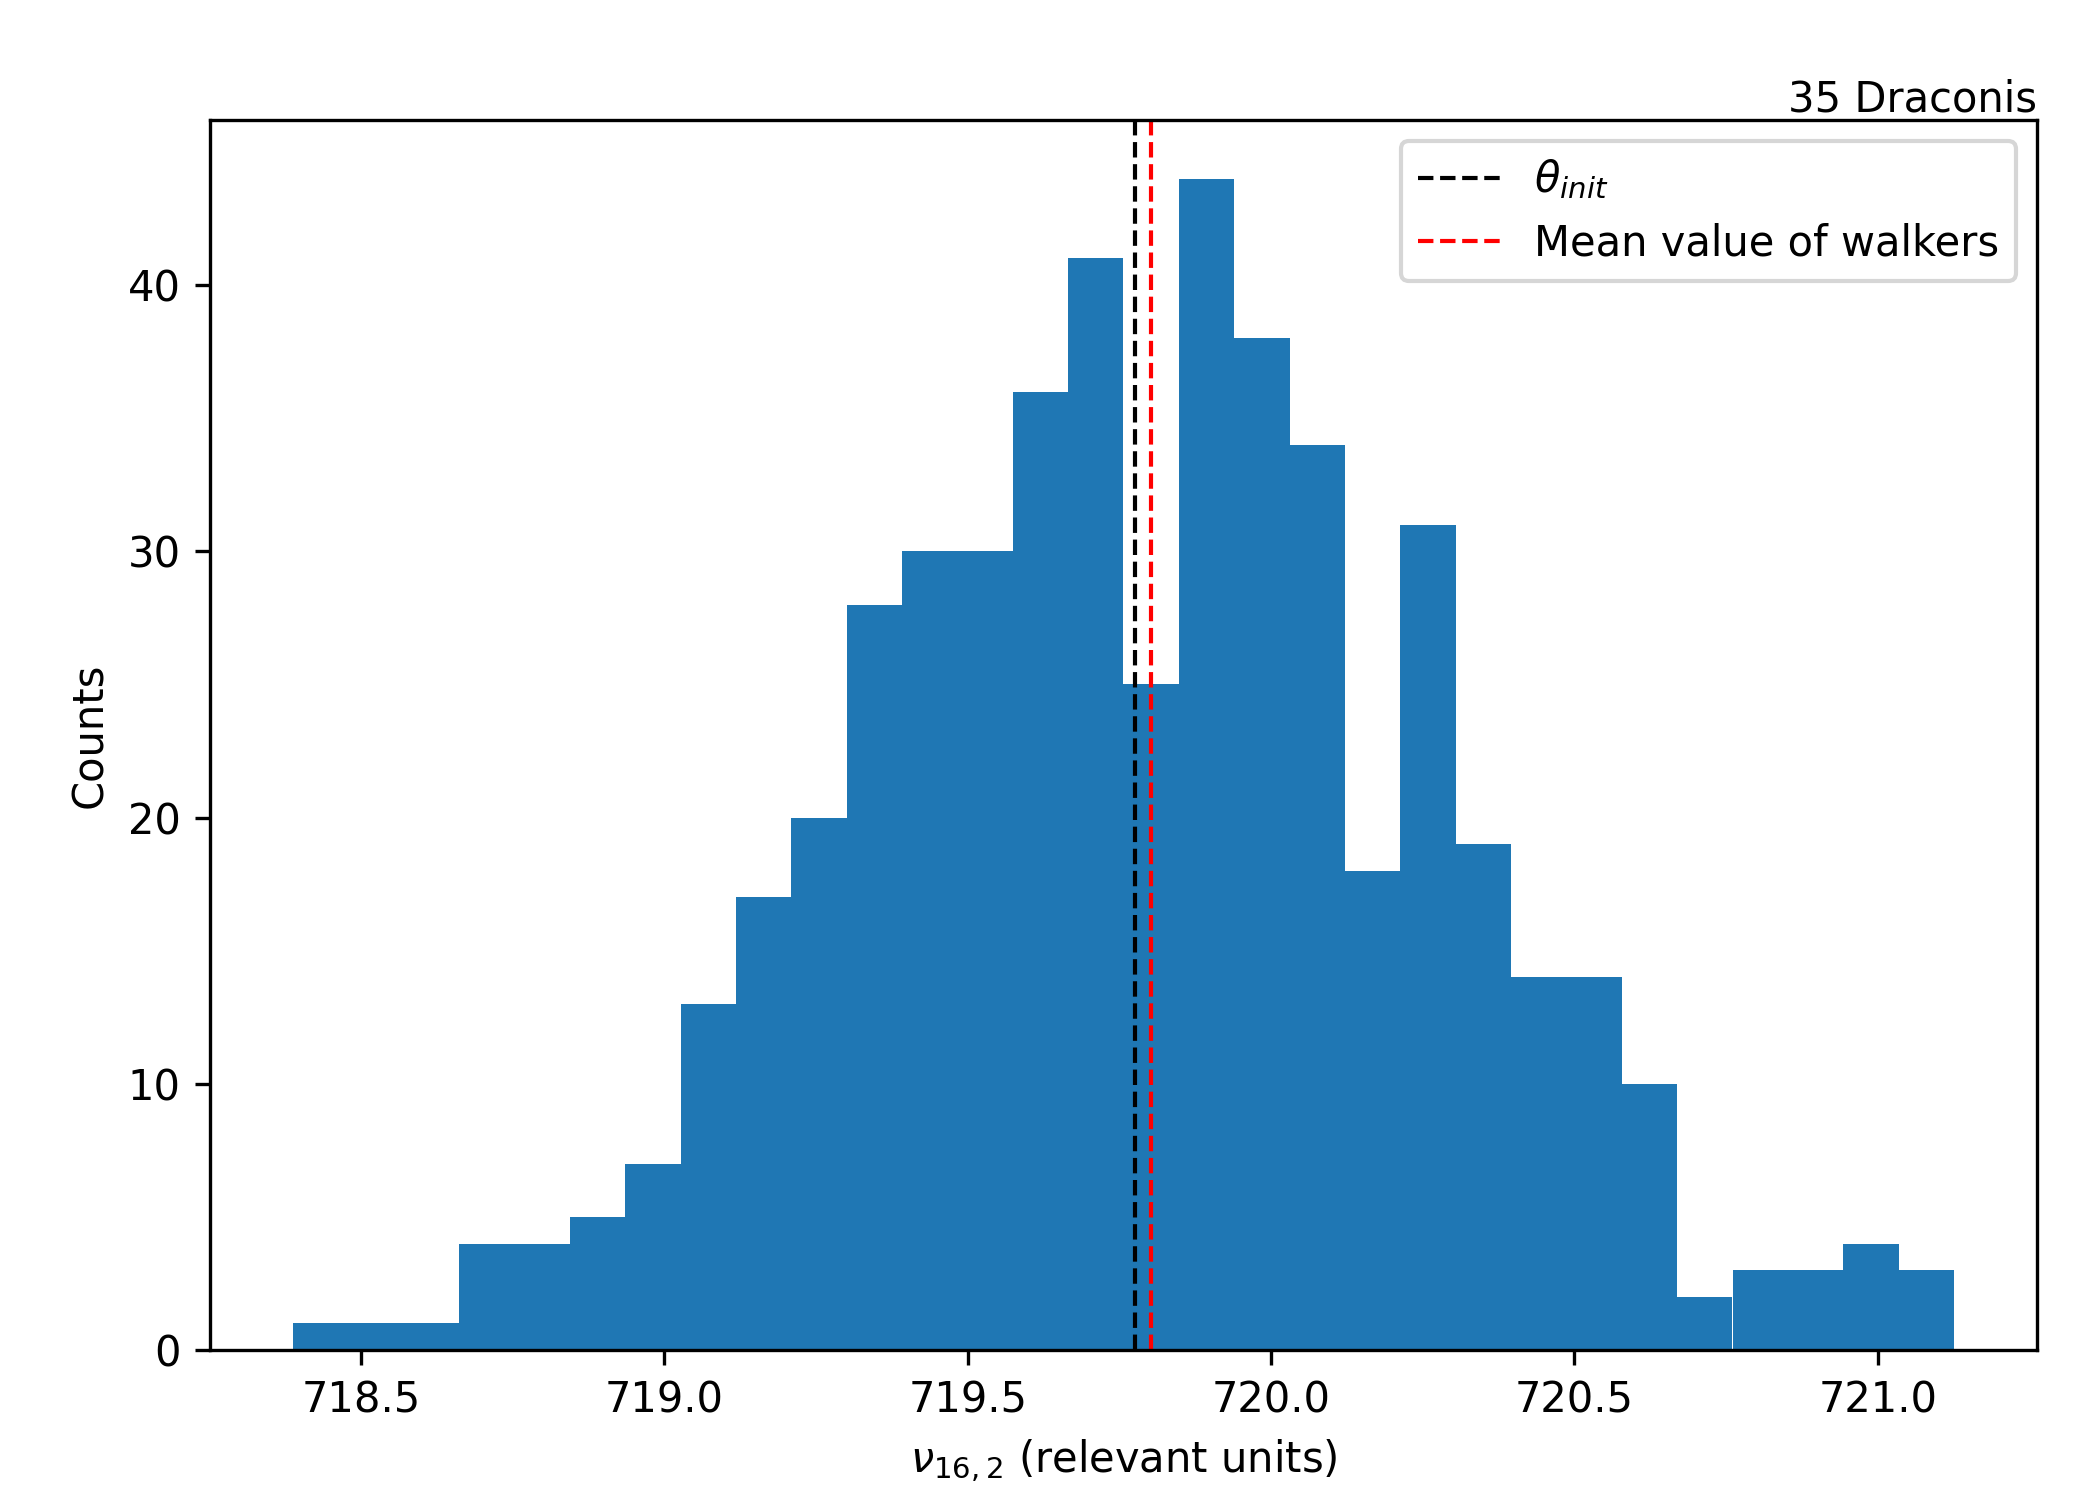 35 Draconis
θ_init
Mean value of walkers
Counts
40
30
20
10
0
718.5 719.0 719.5 720.0 720.5 721.0
ν_16, 2 (relevant units)